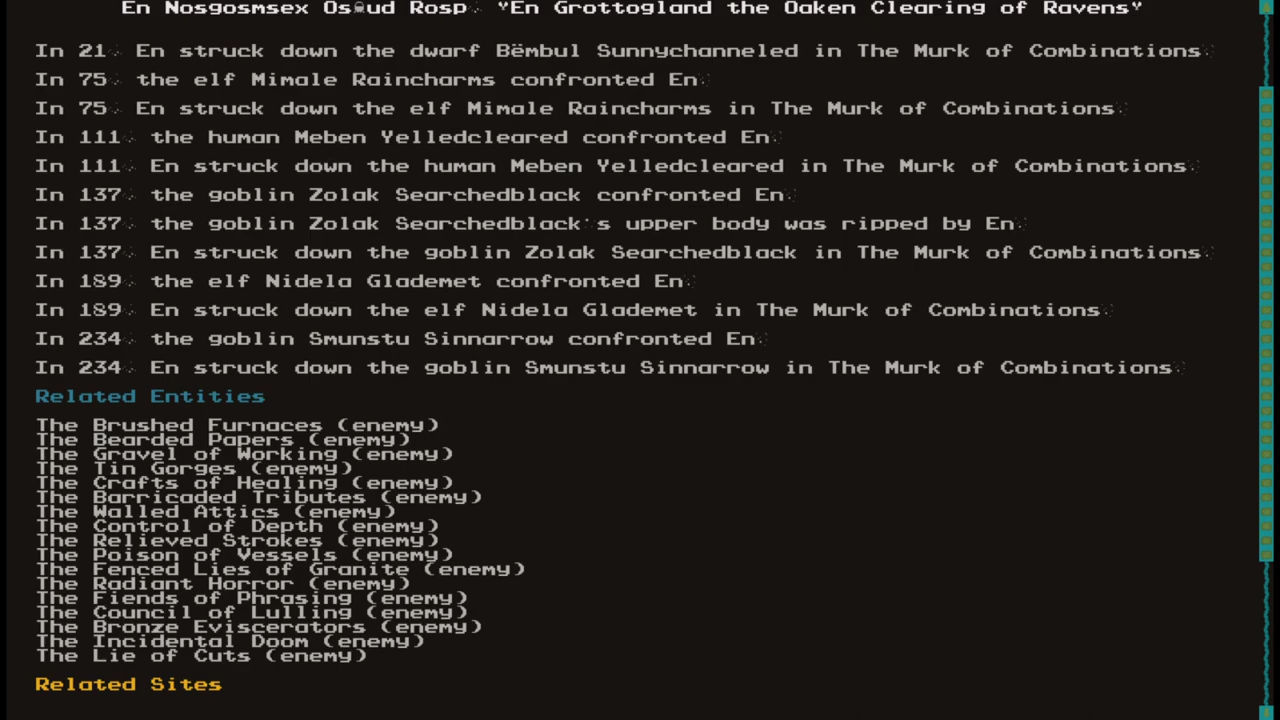 En Nosgosmsex Os☠ud Rosp, "En Grottogland the Oaken Clearing of Ravens"
In 21, En struck down the dwarf Bëmbul Sunnychanneled in The Murk of Combinations.
In 75, the elf Mimale Raincharms confronted En.
In 75, En struck down the elf Mimale Raincharms in The Murk of Combinations.
In 111, the human Meben Yelledcleared confronted En.
In 111, En struck down the human Meben Yelledcleared in The Murk of Combinations.
In 137, the goblin Zolak Searchedblack confronted En.
In 137, the goblin Zolak Searchedblack's upper body was ripped by En.
In 137, En struck down the goblin Zolak Searchedblack in The Murk of Combinations.
In 189, the elf Nidela Glademet confronted En.
In 189, En struck down the elf Nidela Glademet in The Murk of Combinations.
In 234, the goblin Smunstu Sinnarrow confronted En.
In 234, En struck down the goblin Smunstu Sinnarrow in The Murk of Combinations.
Related Entities
The Brushed Furnaces (enemy)
The Bearded Papers (enemy)
The Gravel of Working (enemy)
The Tin Gorges (enemy)
The Crafts of Healing (enemy)
The Barricaded Tributes (enemy)
The Walled Attics (enemy)
The Control of Depth (enemy)
The Relieved Strokes (enemy)
The Poison of Vessels (enemy)
The Fenced Lies of Granite (enemy)
The Radiant Horror (enemy)
The Fiends of Phrasing (enemy)
The Council of Lulling (enemy)
The Bronze Eviscerators (enemy)
The Incidental Doom (enemy)
The Lie of Cuts (enemy)
Related Sites